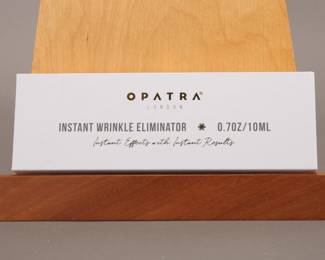 OPATRA®
LONDON
INSTANT WRINKLE ELIMINATOR * 0.7OZ/10ML
Instant Effects with Instant Results